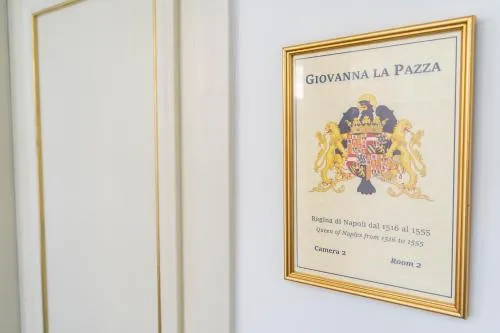 GIOVANNA LA PAZZA
Regina di Napoli dal 1516 al 1555
Queen of Naples from 1516 to 1555
Camera 2
Room 2